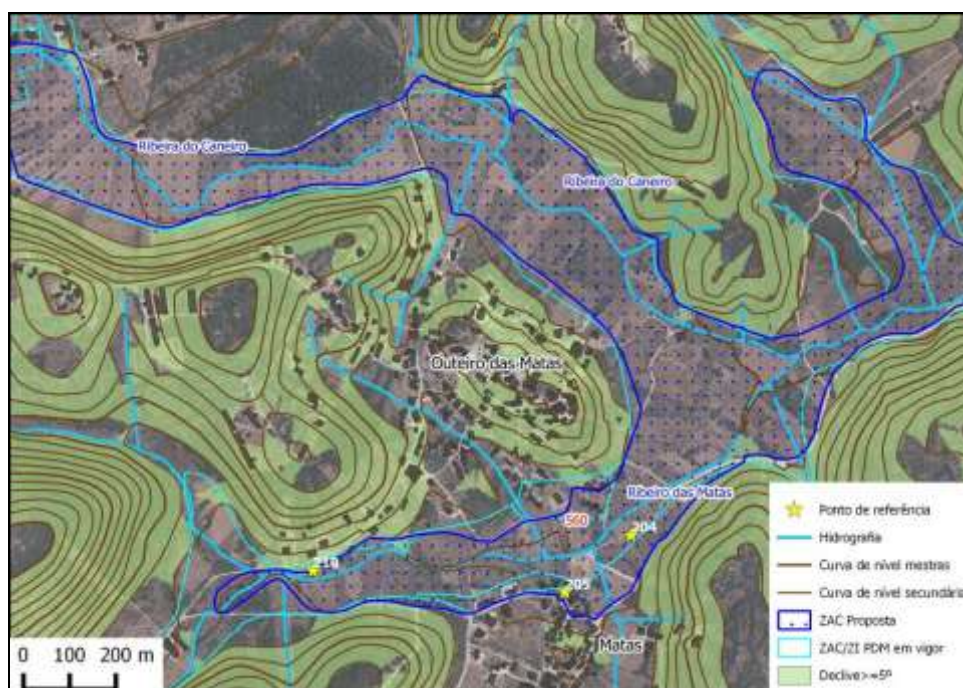 Ribeira do Caneiro
Ribeira do Caneiro
Outeiro das Matas
Ribeiro das Matas
560
204
205
Matas
Ponto de referência
Hidrografia
Curva de nível mestras
Curva de nível secundária
ZAC Proposta
ZAC/ZI PDM em vigor
Declive>=5º
0 100 200 m